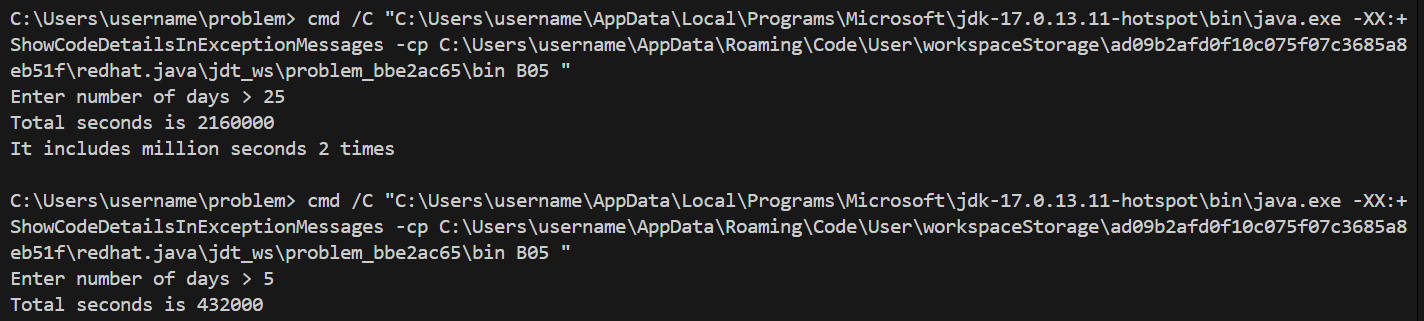 C:\Users\username\problem> cmd /C "C:\Users\username\AppData\Local\Programs\Microsoft\jdk-17.0.13.11-hotspot\bin\java.exe -XX:+
ShowCodeDetailsInExceptionMessages -cp C:\Users\username\AppData\Roaming\Code\User\workspaceStorage\ad09b2afd0f10c075f07c3685a8
eb51f\redhat.java\jdt_ws\problem_bbe2ac65\bin B05 "
Enter number of days > 25
Total seconds is 2160000
It includes million seconds 2 times
C:\Users\username\problem> cmd /C "C:\Users\username\AppData\Local\Programs\Microsoft\jdk-17.0.13.11-hotspot\bin\java.exe -XX:+
ShowCodeDetailsInExceptionMessages -cp C:\Users\username\AppData\Roaming\Code\User\workspaceStorage\ad09b2afd0f10c075f07c3685a8
eb51f\redhat.java\jdt_ws\problem_bbe2ac65\bin B05 "
Enter number of days > 5
Total seconds is 432000